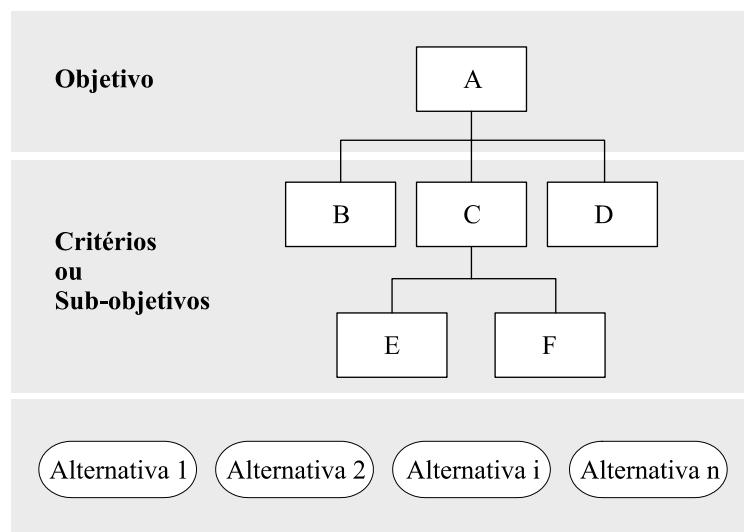 Objetivo
A
B
C
D
Critérios
ou
Sub-objetivos
E
F
Alternativa 1
Alternativa 2
Alternativa i
Alternativa n